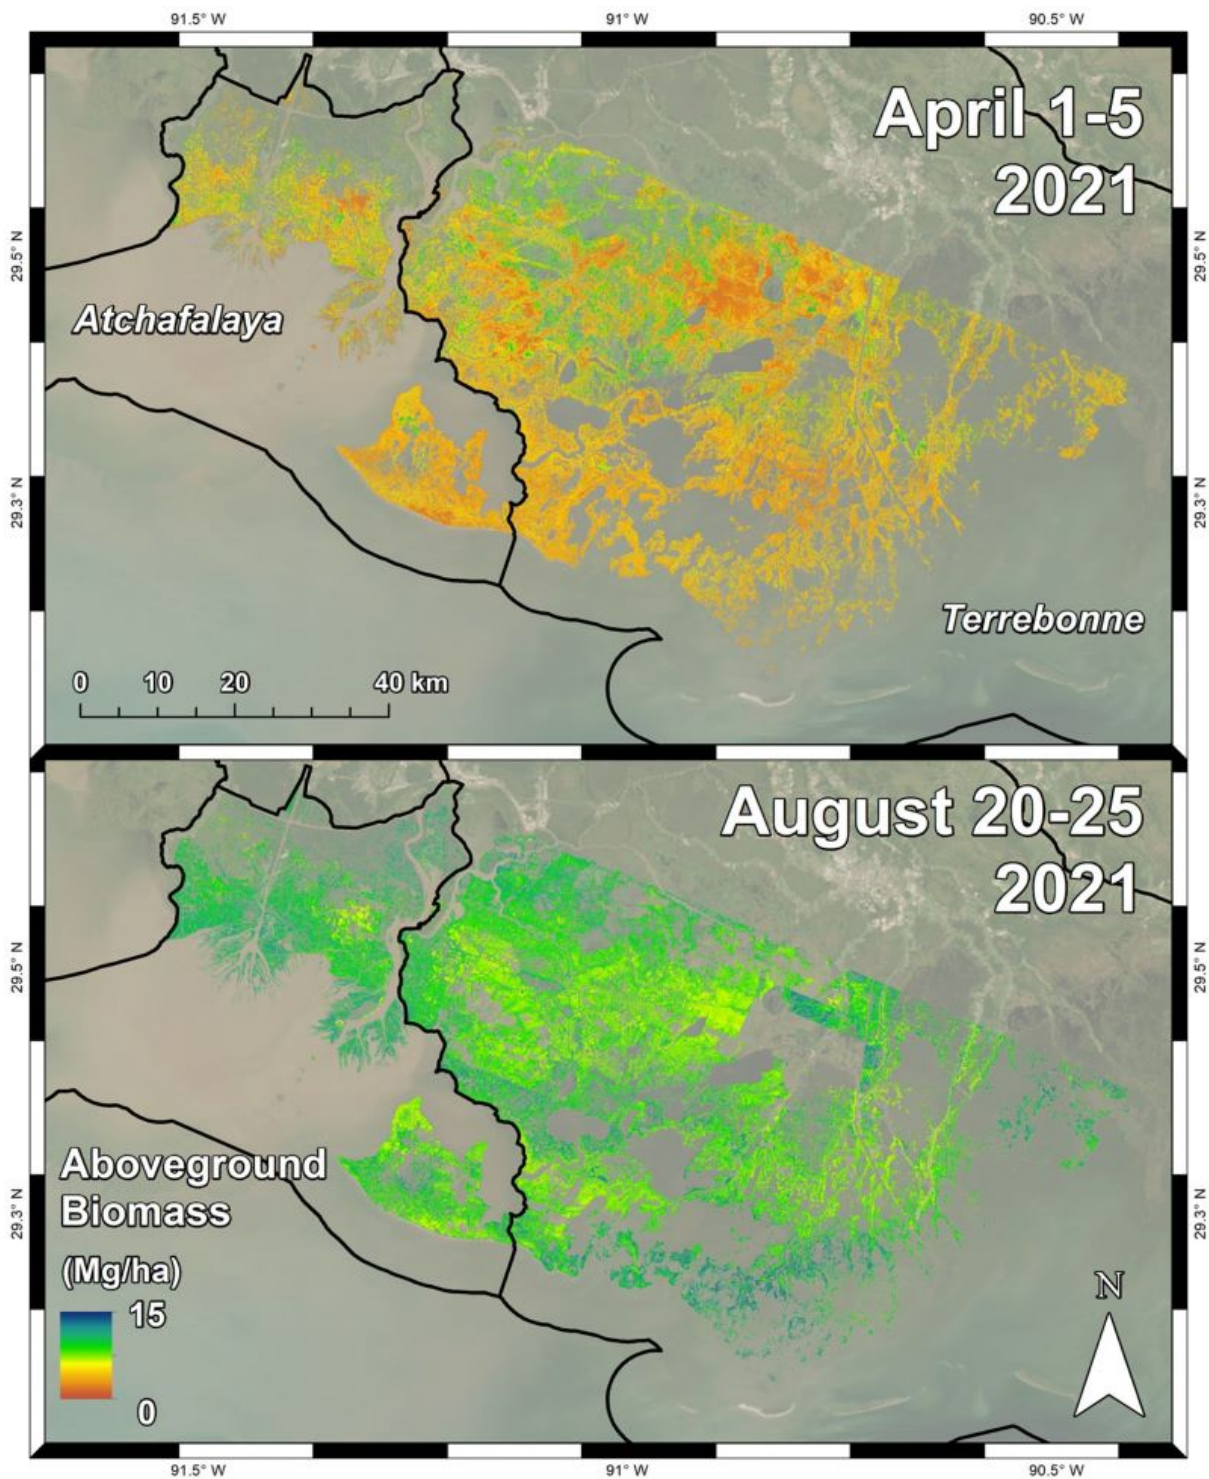 91.5° W 91° W 90.5° W
April 1-5
2021
29.5° N 29.5° N
Atchafalaya
29.3° N 29.3° N
Terrebonne
0 10 20 40 km
August 20-25
2021
29.5° N 29.5° N
Aboveground
Biomass
29.3° N 29.3° N
(Mg/ha)
N
15
0
91.5° W 91° W 90.5° W